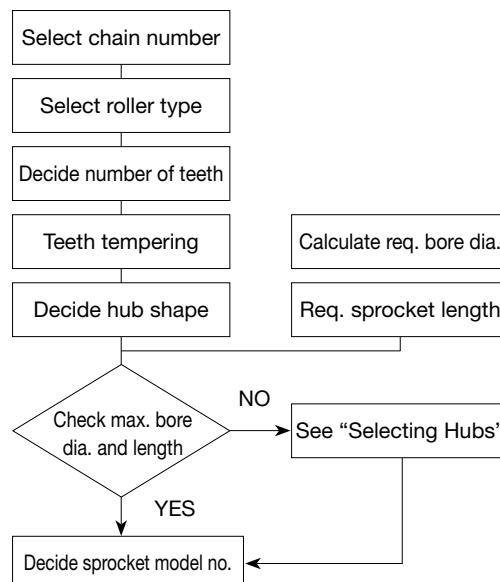 Select chain number
Select roller type
Decide number of teeth
Teeth tempering
Calculate req. bore dia.
Decide hub shape
Req. sprocket length
Check max. bore
dia. and length
NO
See “Selecting Hubs”
YES
Decide sprocket model no.